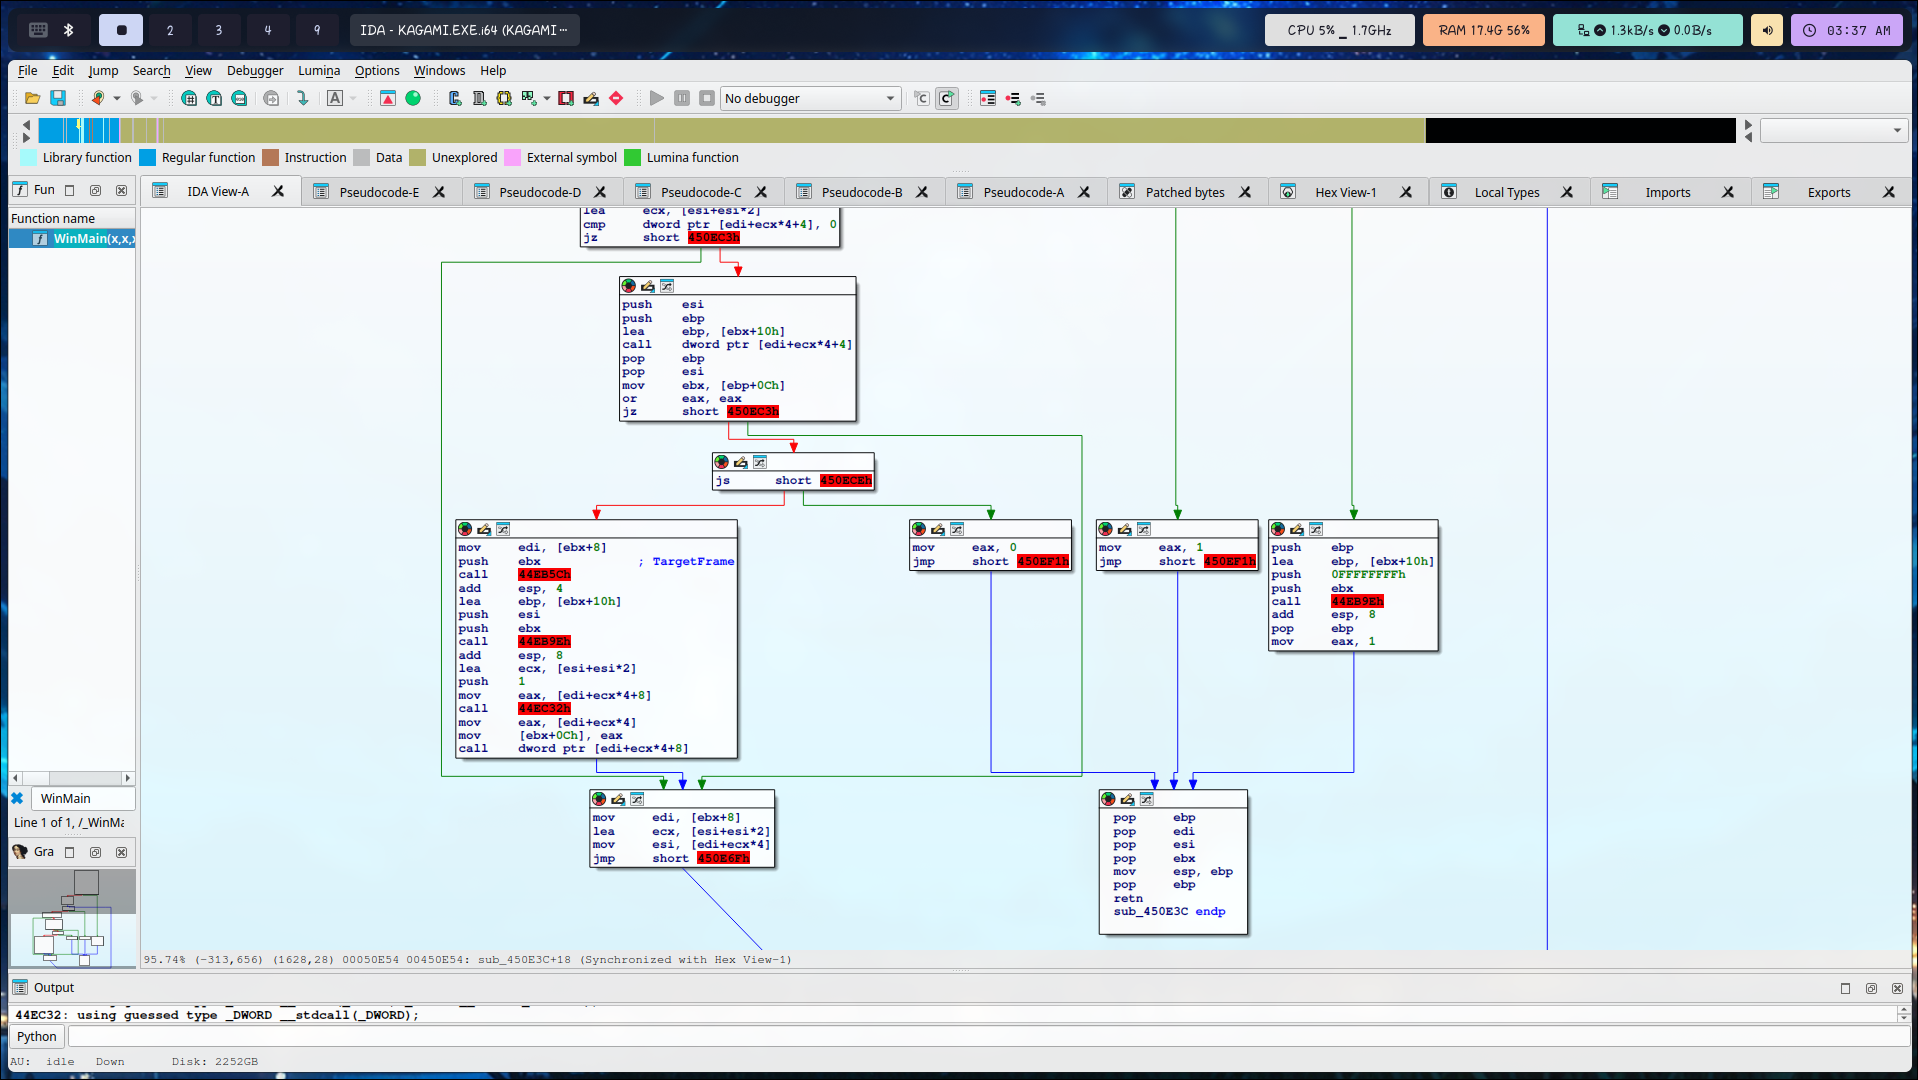 2
3
4
9
IDA - KAGAMI.EXE.i64 (KAGAMI ⋯
CPU 5% _ 1.7GHz
RAM 17.4G 56%
1.3kB/s 0.0B/s
03:37 AM
File Edit Jump Search View Debugger Lumina Options Windows Help
No debugger
Library function Regular function Instruction Data Unexplored External symbol Lumina function
Fun
IDA View-A Pseudocode-E Pseudocode-D Pseudocode-C Pseudocode-B Pseudocode-A Patched bytes Hex View-1 Local Types Imports Exports
Function name
WinMain(x,x,x
lea ecx, [esi+esi*2]
cmp dword ptr [edi+ecx*4+4], 0
jz short 450EC3h
push esi
push ebp
lea ebp, [ebx+10h]
call dword ptr [edi+ecx*4+4]
pop ebp
pop esi
mov ebx, [ebp+0Ch]
or eax, eax
jz short 450EC3h
js short 450ECEh
mov edi, [ebx+8]
push ebx ; TargetFrame
call 44EB5Ch
add esp, 4
lea ebp, [ebx+10h]
push esi
push ebx
call 44EB9Eh
add esp, 8
lea ecx, [esi+esi*2]
push 1
mov eax, [edi+ecx*4+8]
call 44EC32h
mov eax, [edi+ecx*4]
mov [ebx+0Ch], eax
call dword ptr [edi+ecx*4+8]
mov eax, 0
jmp short 450EF1h
mov eax, 1
jmp short 450EF1h
push ebp
lea ebp, [ebx+10h]
push 0FFFFFFFFh
push ebx
call 44EB9Eh
add esp, 8
pop ebp
mov eax, 1
mov edi, [ebx+8]
lea ecx, [esi+esi*2]
mov esi, [edi+ecx*4]
jmp short 450E6Fh
pop ebp
pop edi
pop esi
pop ebx
mov esp, ebp
pop ebp
retn
sub_450E3C endp
WinMain
Line 1 of 1, /_WinMa
Gra
95.74% (-313,656) (1628,28) 00050E54 00450E54: sub_450E3C+18 (Synchronized with Hex View-1)
Output
44EC32: using guessed type _DWORD __stdcall(_DWORD);
Python
AU: idle Down Disk: 2252GB